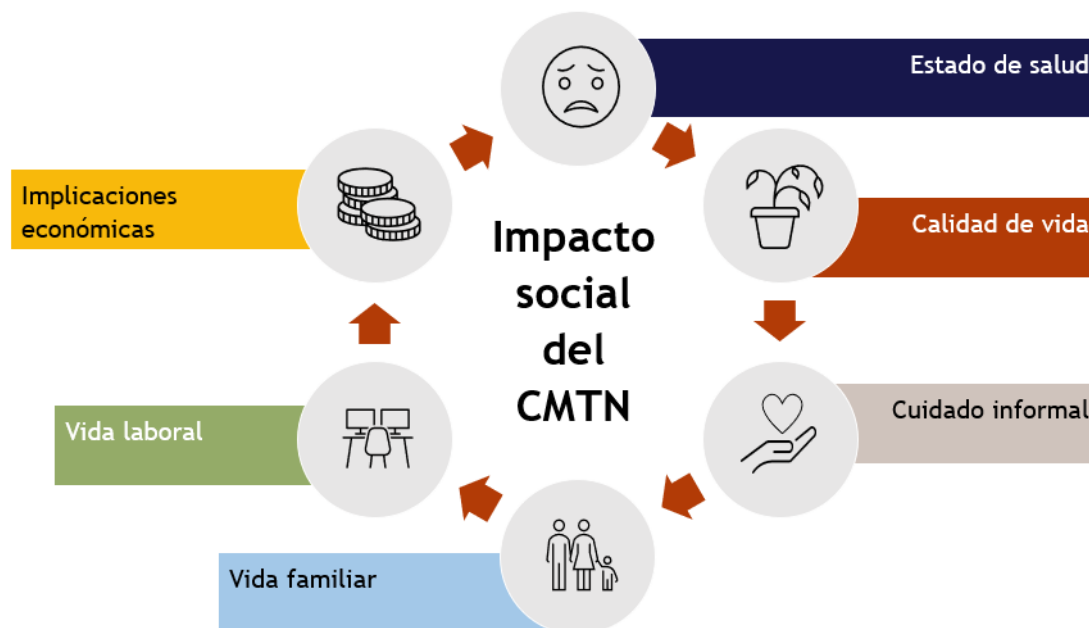 Estado de salud
Calidad de vida
Cuidado informal
Vida familiar
Vida laboral
Implicaciones
económicas
Impacto
social
del
CMTN